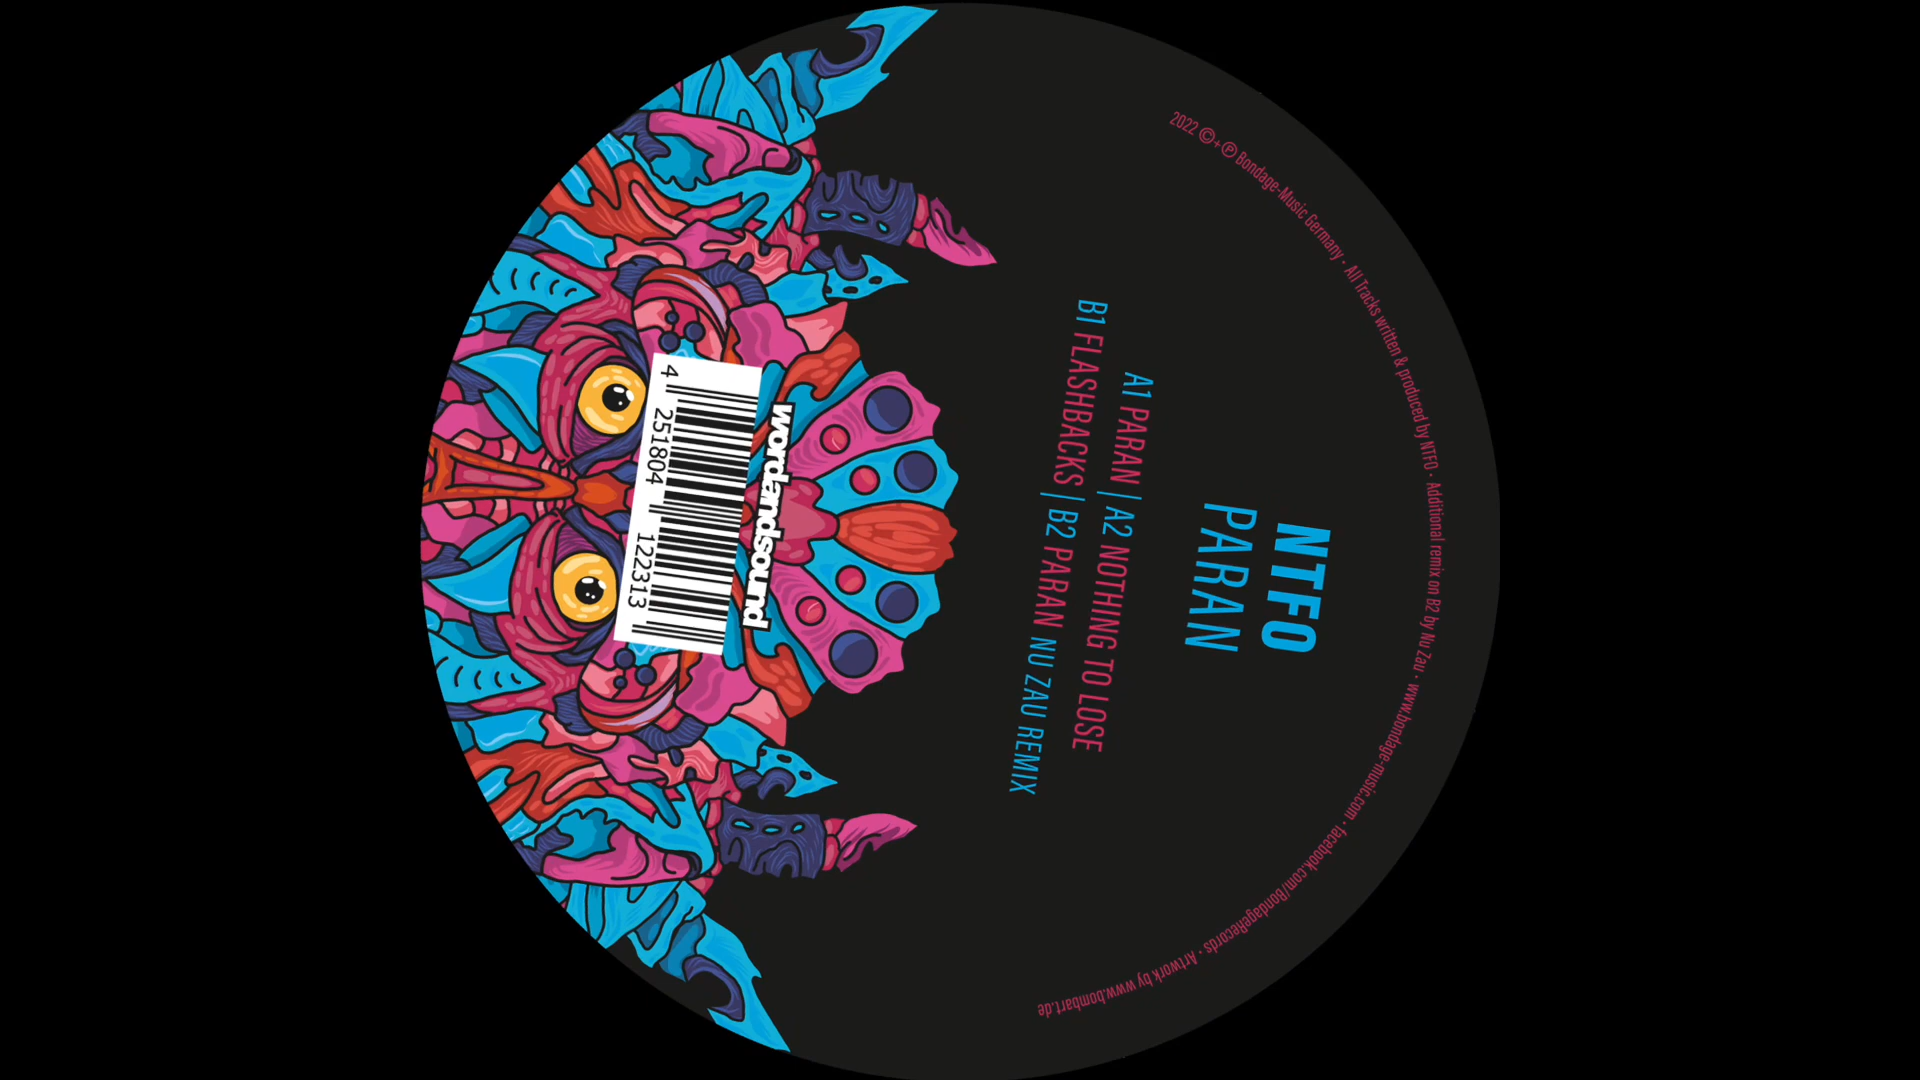 NTFO
PARAN
A1 PARAN | A2 NOTHING TO LOSE
B1 FLASHBACKS | B2 PARAN NU ZAU REMIX
wordandsound
4 251804 122313
2022 ©+℗ Bondage-Music Germany • All Tracks written & produced by NTFO • Additional remix on B2 by Nu Zau • www.bondage-music.com • facebook.com/BondageRecords • Artwork by www.bombart.de